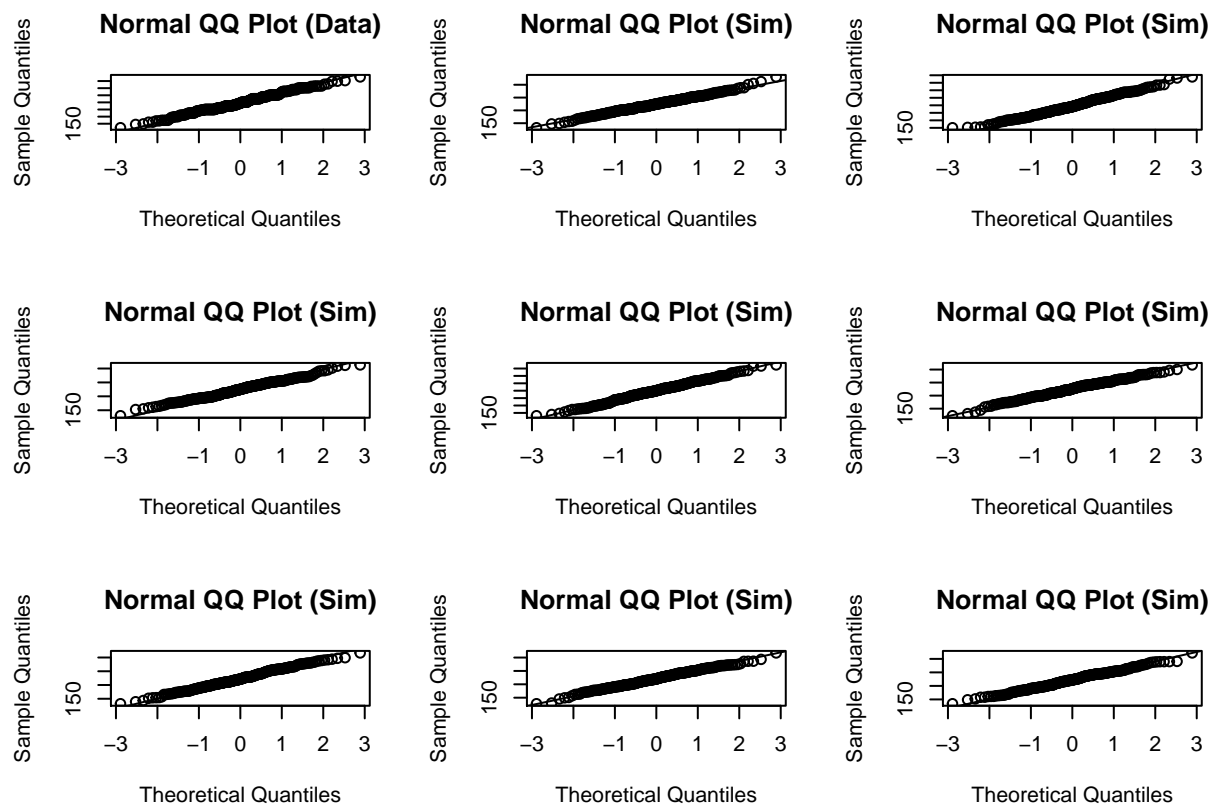 Normal QQ Plot (Data)
Sample Quantiles
150
−3 −1 0 1 2 3
Theoretical Quantiles
Normal QQ Plot (Sim)
Sample Quantiles
150
−3 −1 0 1 2 3
Theoretical Quantiles
Normal QQ Plot (Sim)
Sample Quantiles
150
−3 −1 0 1 2 3
Theoretical Quantiles
Normal QQ Plot (Sim)
Sample Quantiles
150
−3 −1 0 1 2 3
Theoretical Quantiles
Normal QQ Plot (Sim)
Sample Quantiles
150
−3 −1 0 1 2 3
Theoretical Quantiles
Normal QQ Plot (Sim)
Sample Quantiles
150
−3 −1 0 1 2 3
Theoretical Quantiles
Normal QQ Plot (Sim)
Sample Quantiles
150
−3 −1 0 1 2 3
Theoretical Quantiles
Normal QQ Plot (Sim)
Sample Quantiles
150
−3 −1 0 1 2 3
Theoretical Quantiles
Normal QQ Plot (Sim)
Sample Quantiles
150
−3 −1 0 1 2 3
Theoretical Quantiles